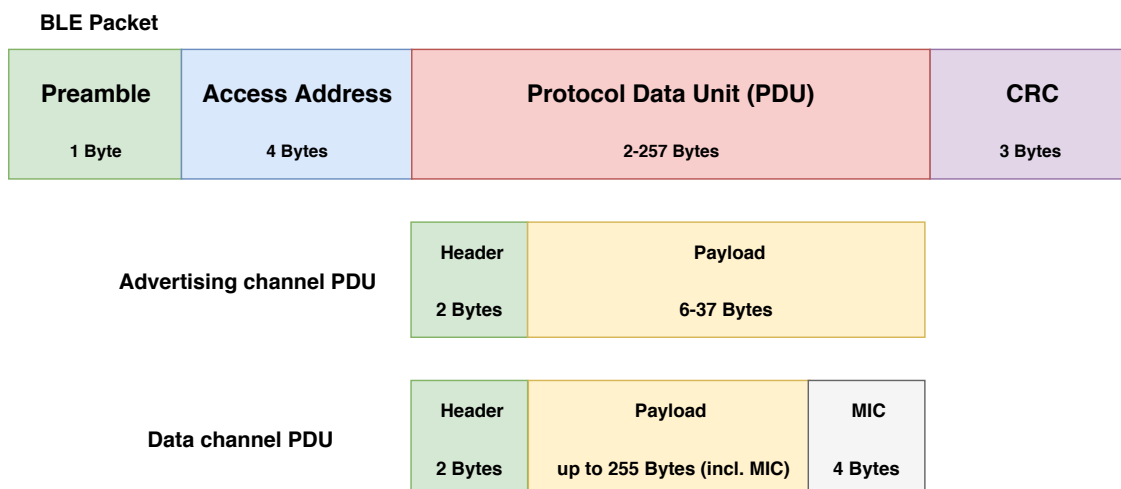 BLE Packet
Preamble Access Address Protocol Data Unit (PDU) CRC
1 Byte 4 Bytes 2-257 Bytes 3 Bytes
Header Payload
Advertising channel PDU
2 Bytes 6-37 Bytes
Header Payload MIC
Data channel PDU
2 Bytes up to 255 Bytes (incl. MIC) 4 Bytes